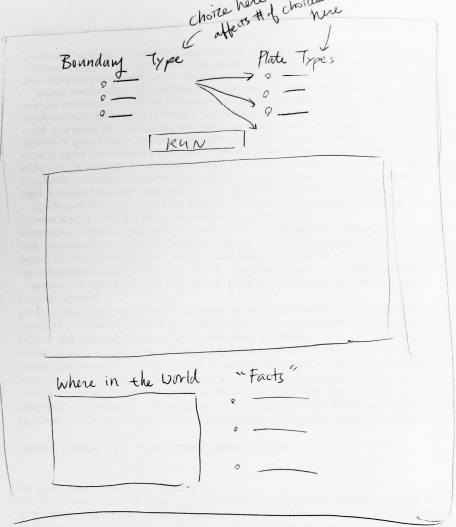 choice here
affects # of choices
here
Boundary Type
Plate Types
RUN
Where in the World
"Facts"